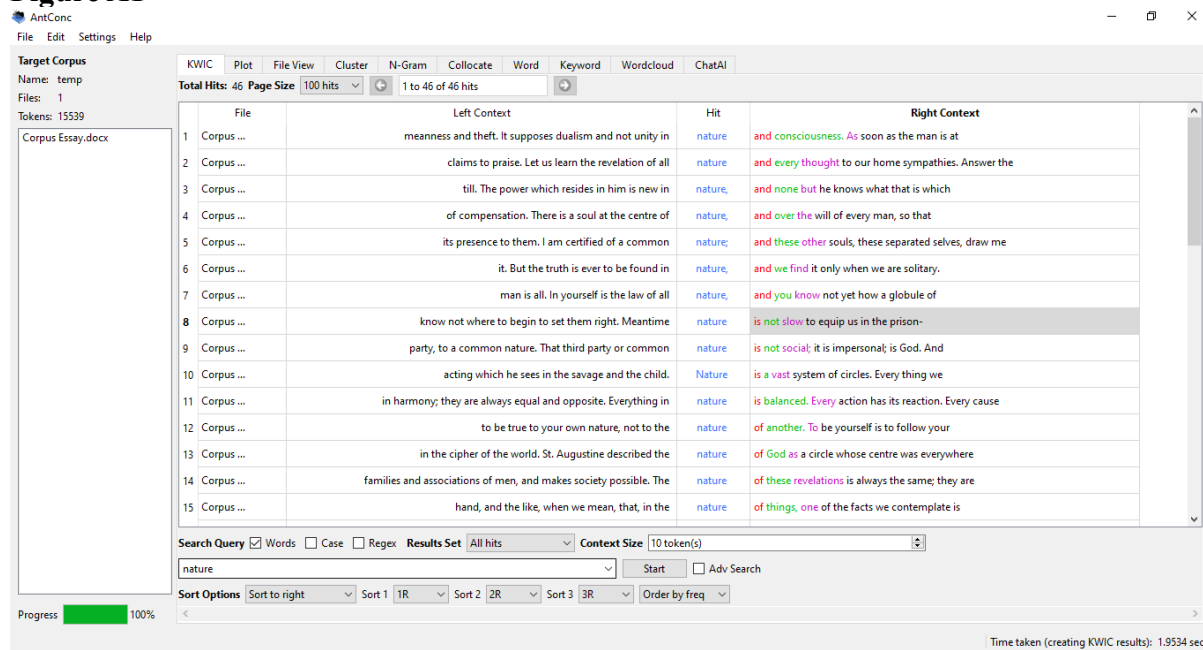 AntConc
File Edit Settings Help
Target Corpus
Name: temp
Files: 1
Tokens: 15539
Corpus Essay.docx
KWIC Plot File View Cluster N-Gram Collocate Word Keyword Wordcloud ChatAI
Total Hits: 46 Page Size 100 hits 1 to 46 of 46 hits
File Left Context Hit Right Context
1 Corpus ... meanness and theft. It supposes dualism and not unity in nature and consciousness. As soon as the man is at
2 Corpus ... claims to praise. Let us learn the revelation of all nature and every thought to our home sympathies. Answer the
3 Corpus ... till. The power which resides in him is new in nature, and none but he knows what that is which
4 Corpus ... of compensation. There is a soul at the centre of nature, and over the will of every man, so that
5 Corpus ... its presence to them. I am certified of a common nature; and these other souls, these separated selves, draw me
6 Corpus ... it. But the truth is ever to be found in nature, and we find it only when we are solitary.
7 Corpus ... man is all. In yourself is the law of all nature, and you know not yet how a globule of
8 Corpus ... know not where to begin to set them right. Meantime nature is not slow to equip us in the prison-
9 Corpus ... party, to a common nature. That third party or common nature is not social; it is impersonal; is God. And
10 Corpus ... acting which he sees in the savage and the child. Nature is a vast system of circles. Every thing we
11 Corpus ... in harmony; they are always equal and opposite. Everything in nature is balanced. Every action has its reaction. Every cause
12 Corpus ... to be true to your own nature, not to the nature of another. To be yourself is to follow your
13 Corpus ... in the cipher of the world. St. Augustine described the nature of God as a circle whose centre was everywhere
14 Corpus ... families and associations of men, and makes society possible. The nature of these revelations is always the same; they are
15 Corpus ... hand, and the like, when we mean, that, in the nature of things, one of the facts we contemplate is
Search Query Words Case Regex Results Set All hits Context Size 10 token(s)
nature Start Adv Search
Sort Options Sort to right Sort 1 1R Sort 2 2R Sort 3 3R Order by freq
Progress 100%
Time taken (creating KWIC results): 1.9534 sec